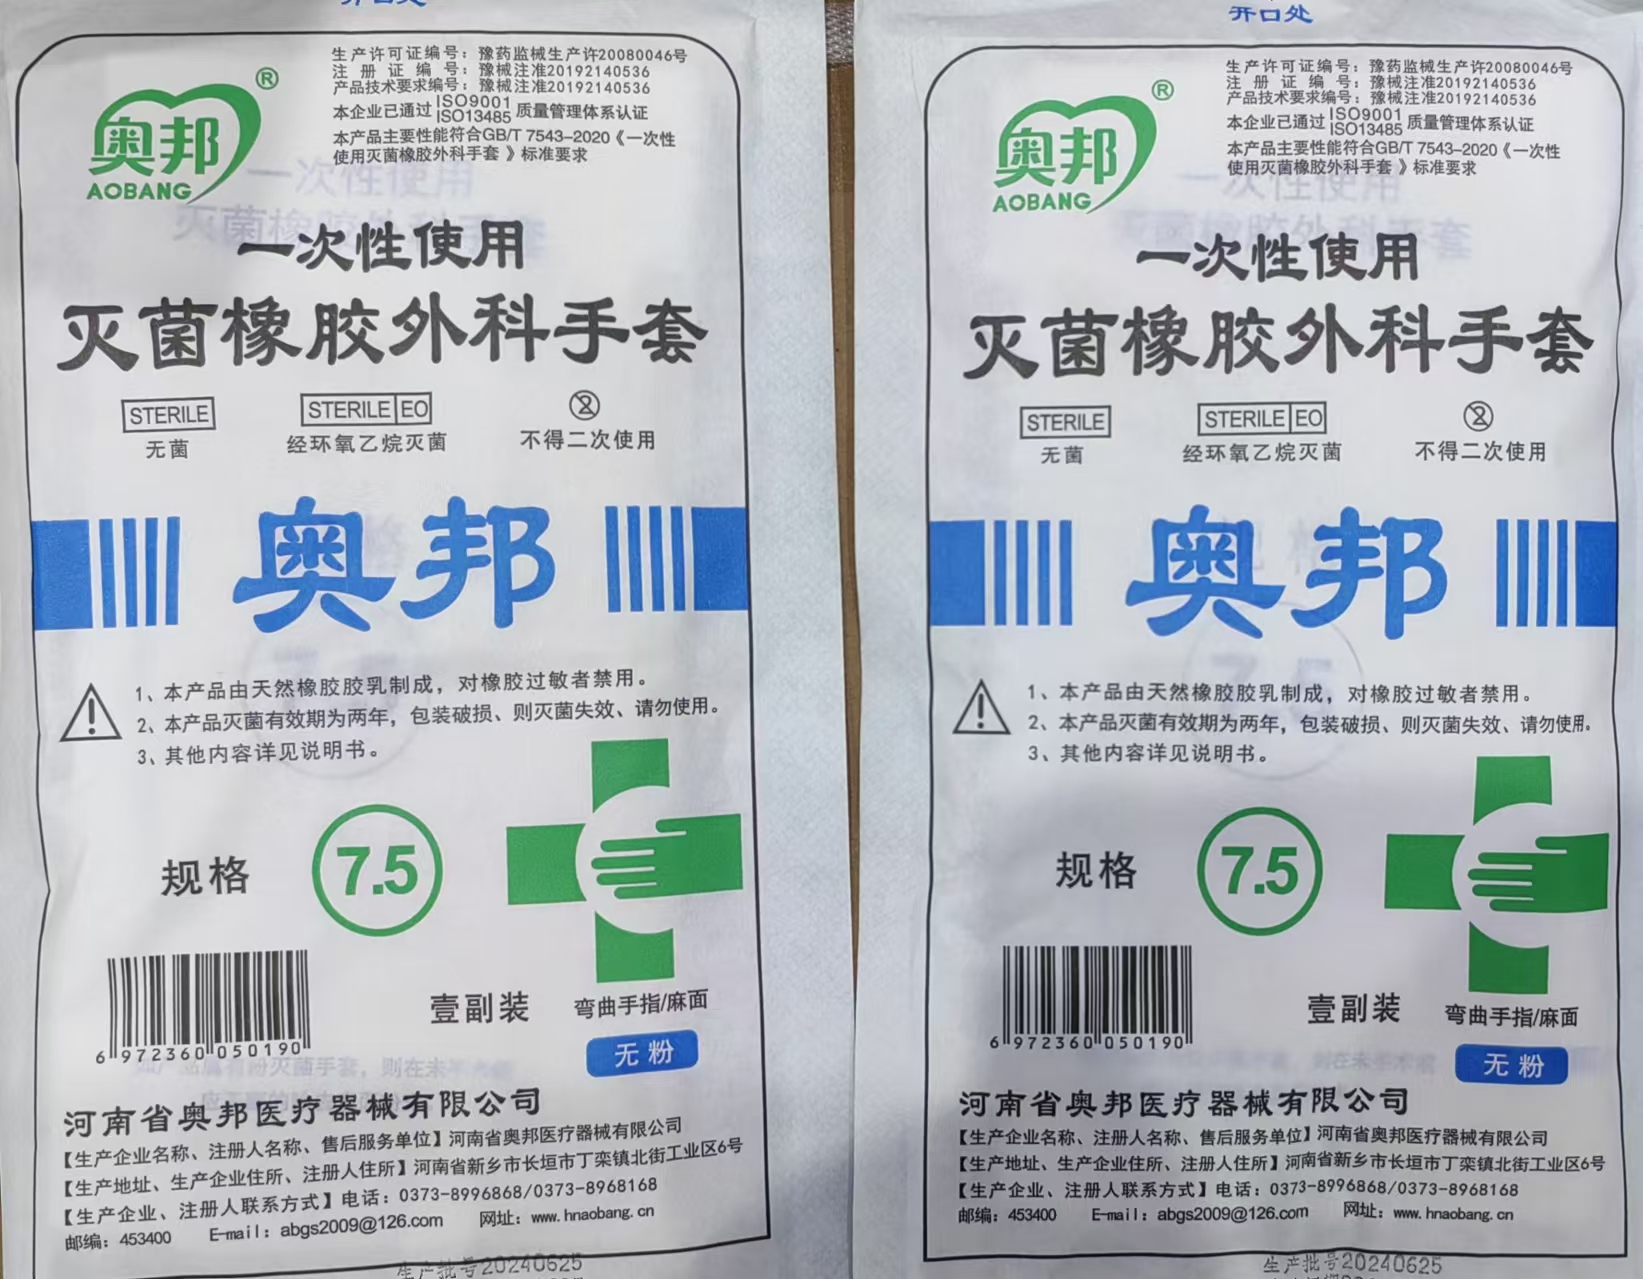 开口处
生产许可证编号：豫药监械生产许20080046号
注册证编号：豫械注准20192140536
产品技术要求编号：豫械注准20192140536
本企业已通过ISO9001 ISO13485质量管理体系认证
本产品主要性能符合GB/T 7543-2020《一次性
使用灭菌橡胶外科手套》标准要求
奥邦®
AOBANG
一次性使用
灭菌橡胶外科手套
STERILE
无菌
STERILE EO
经环氧乙烷灭菌
2
不得二次使用
奥邦
1、本产品由天然橡胶胶乳制成，对橡胶过敏者禁用。
2、本产品灭菌有效期为两年，包装破损、则灭菌失效、请勿使用。
3、其他内容详见说明书。
规格
7.5
6 972360 050190
壹副装
弯曲手指/麻面
无粉
河南省奥邦医疗器械有限公司
【生产企业名称、注册人名称、售后服务单位】河南省奥邦医疗器械有限公司
【生产地址、生产企业住所、注册人住所】河南省新乡市长垣市丁栾镇北街工业区6号
【生产企业、注册人联系方式】电话：0373-8996868/0373-8968168
邮编：453400 E-mail：abgs2009@126.com 网址：www.hnaobang.cn
生产批号20240625
开口处
生产许可证编号：豫药监械生产许20080046号
注册证编号：豫械注准20192140536
产品技术要求编号：豫械注准20192140536
本企业已通过ISO9001 ISO13485质量管理体系认证
本产品主要性能符合GB/T 7543-2020《一次性
使用灭菌橡胶外科手套》标准要求
奥邦®
AOBANG
一次性使用
灭菌橡胶外科手套
STERILE
无菌
STERILE EO
经环氧乙烷灭菌
2
不得二次使用
奥邦
1、本产品由天然橡胶胶乳制成，对橡胶过敏者禁用。
2、本产品灭菌有效期为两年，包装破损、则灭菌失效、请勿使用。
3、其他内容详见说明书。
规格
7.5
6 972360 050190
壹副装
弯曲手指/麻面
无粉
河南省奥邦医疗器械有限公司
【生产企业名称、注册人名称、售后服务单位】河南省奥邦医疗器械有限公司
【生产地址、生产企业住所、注册人住所】河南省新乡市长垣市丁栾镇北街工业区6号
【生产企业、注册人联系方式】电话：0373-8996868/0373-8968168
邮编：453400 E-mail：abgs2009@126.com 网址：www.hnaobang.cn
生产批号20240625